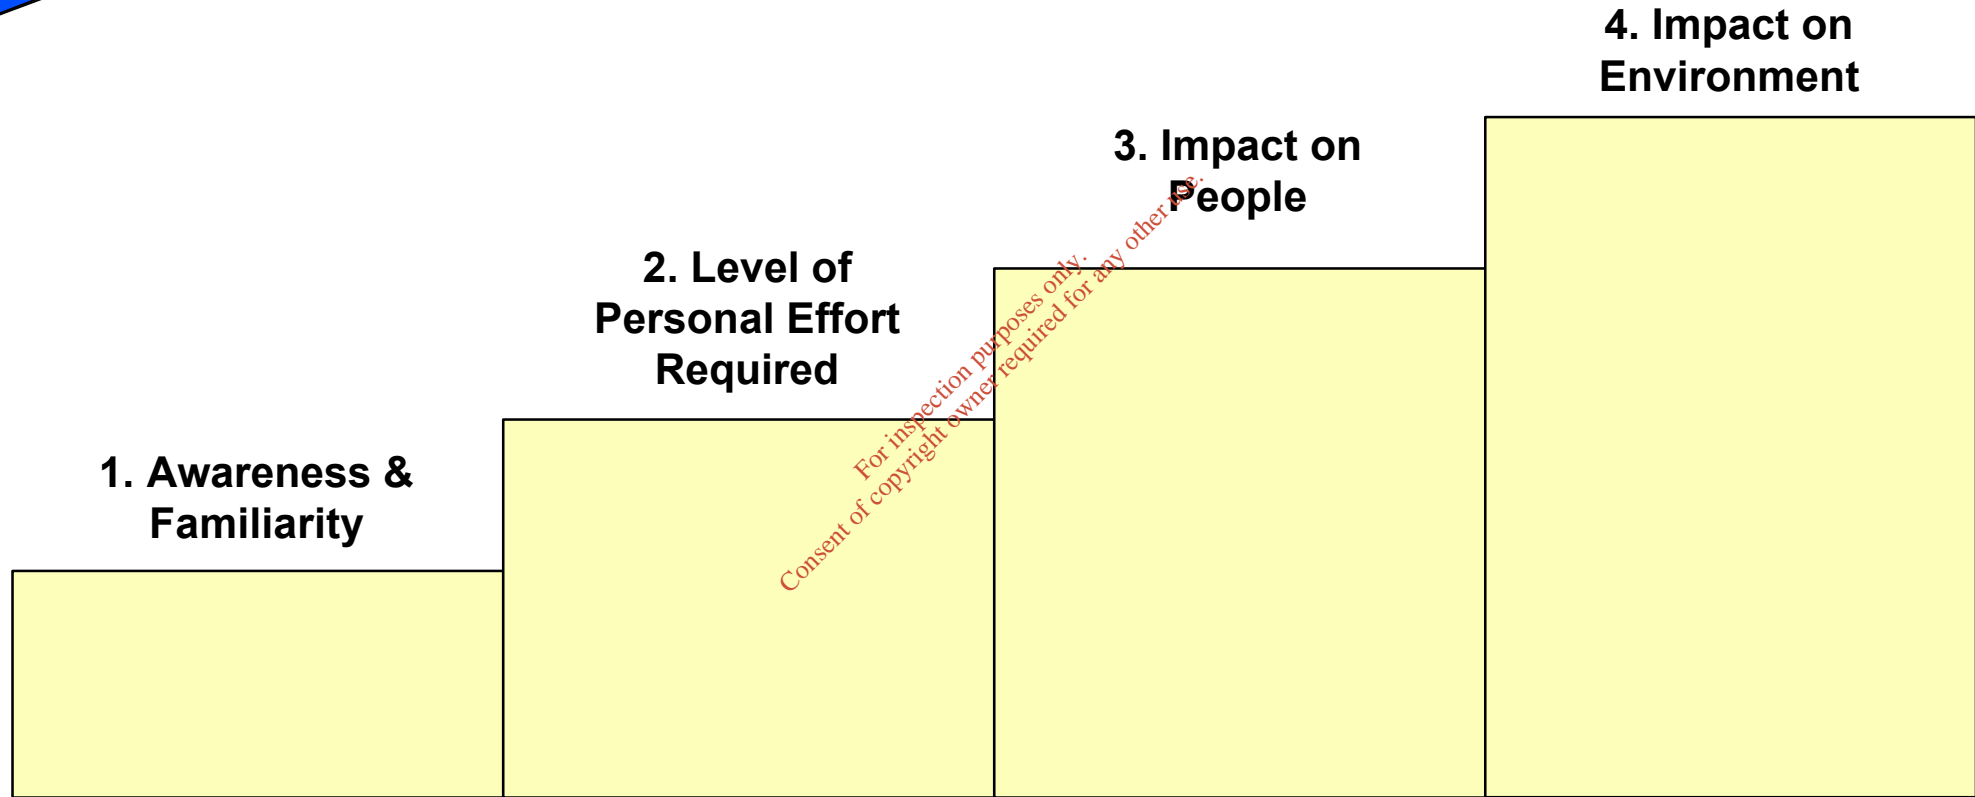 4. Impact on
Environment
3. Impact on
People
2. Level of
Personal Effort
Required
1. Awareness &
Familiarity
For inspection purposes only.
Consent of copyright owner required for any other use.